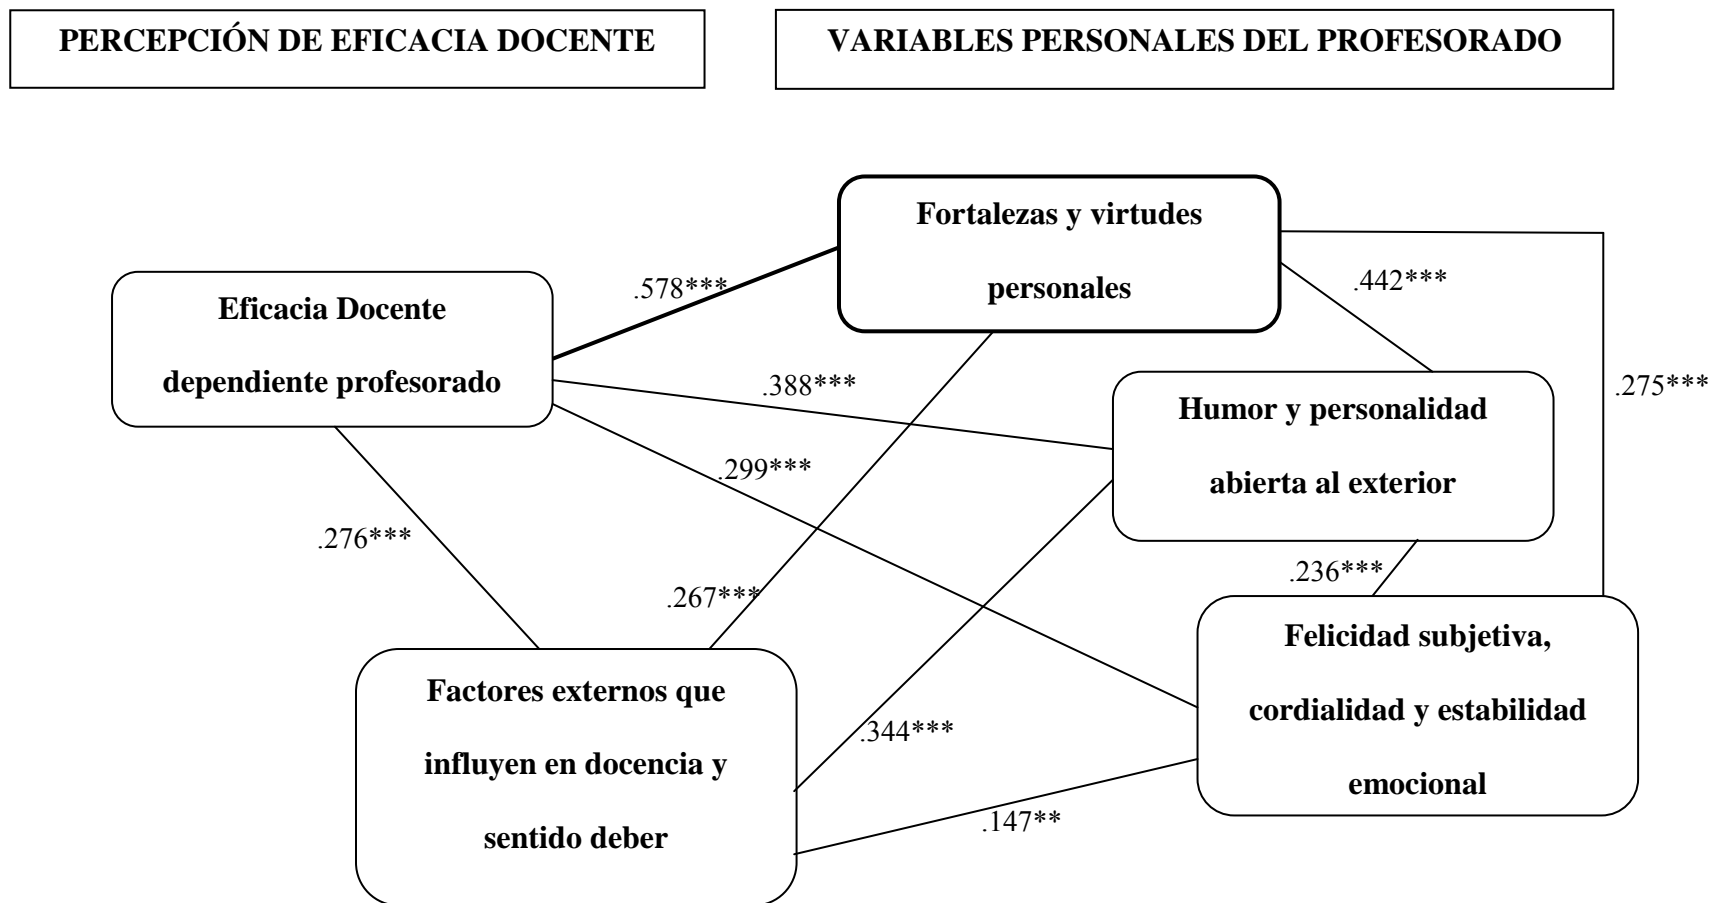 PERCEPCIÓN DE EFICACIA DOCENTE
VARIABLES PERSONALES DEL PROFESORADO
Fortalezas y virtudes
personales
.578***
.442***
Eficacia Docente
dependiente profesorado
.388***
.275***
Humor y personalidad
abierta al exterior
.299***
.276***
.236***
.267***
Felicidad subjetiva,
cordialidad y estabilidad
emocional
Factores externos que
influyen en docencia y
sentido deber
.344***
.147**